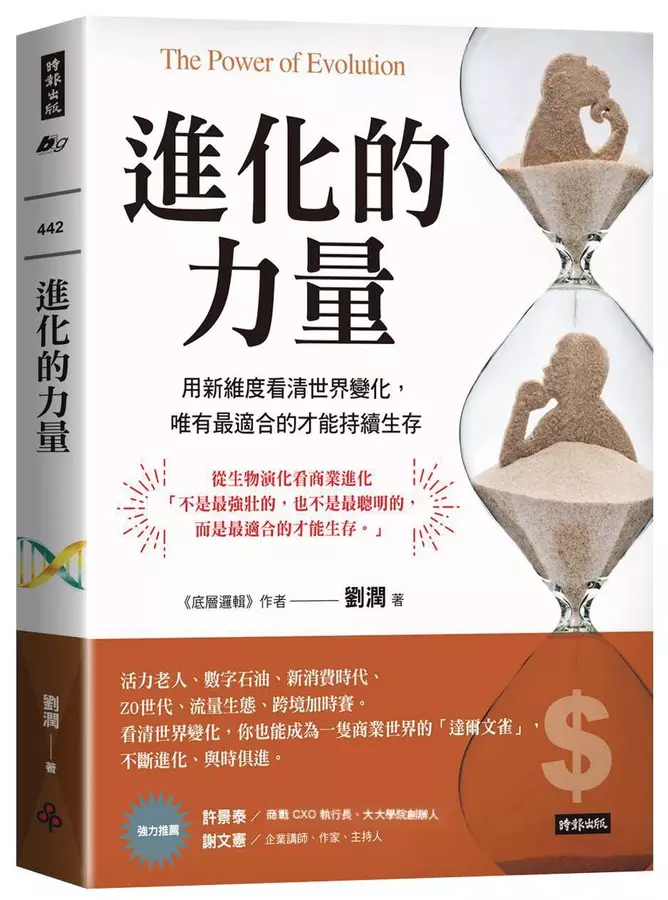 時報出版
big
442
進化的力量
劉潤 著
The Power of Evolution
進化的
力量
用新維度看清世界變化，
唯有最適合的才能持續生存
從生物演化看商業進化
「不是最強壯的，也不是最聰明的，
而是最適合的才能生存。」
《底層邏輯》作者——劉潤 著
活力老人、數字石油、新消費時代、
Z0世代、流量生態、跨境加時賽。
看清世界變化，你也能成為一隻商業世界的「達爾文雀」，
不斷進化、與時俱進。
強力推薦
許景泰／商戰 CXO 執行長、大大學院創辦人
謝文憲／企業講師、作家、主持人
$
時報出版